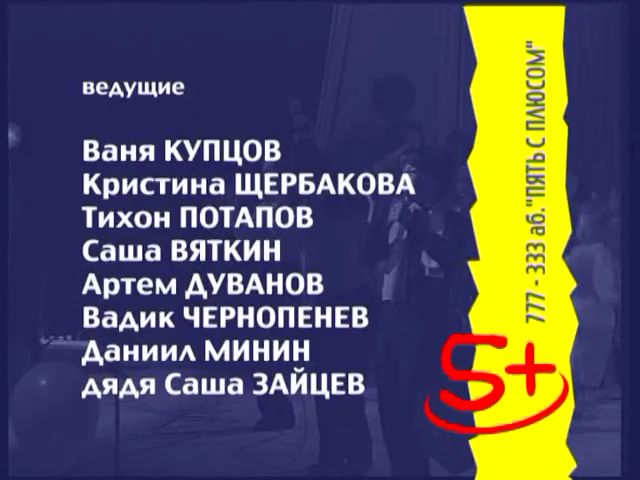 ведущие
Ваня КУПЦОВ
Кристина ЩЕРБАКОВА
Тихон ПОТАПОВ
Саша ВЯТКИН
Артем ДУВАНОВ
Вадик ЧЕРНОПЕНЕВ
Даниил МИНИН
дядя Саша ЗАЙЦЕВ
777 - 333 аб."ПЯТЬ С ПЛЮСОМ"
5+